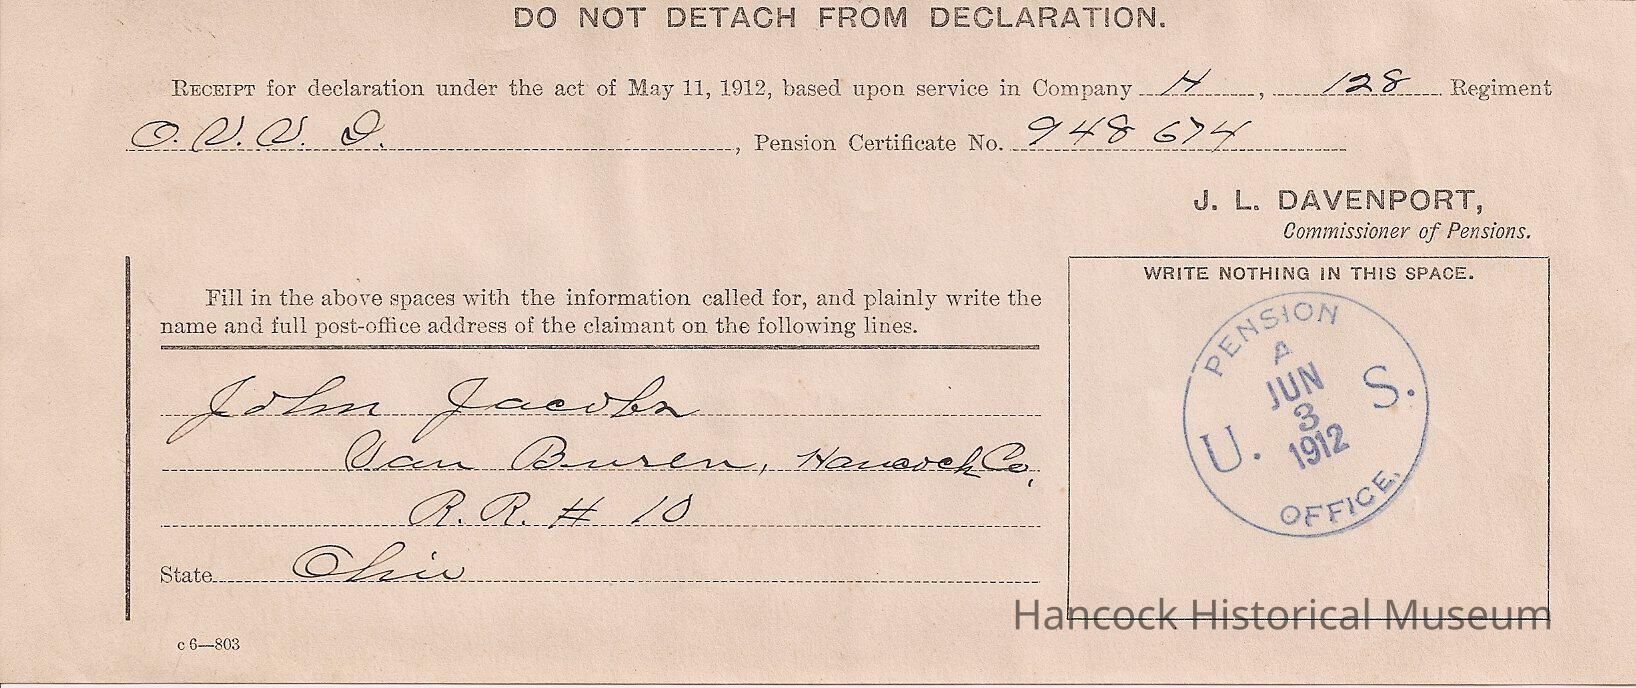 DO NOT DETACH FROM DECLARATION.
RECEIPT for declaration under the act of May 11, 1912, based upon service in Company H, 128 Regiment
O. V. V. I., Pension Certificate No. 948 674
J. L. DAVENPORT,
Commissioner of Pensions.
Fill in the above spaces with the information called for, and plainly write the
name and full post-office address of the claimant on the following lines.
John Jacobs
Van Buren, Hancock Co,
R. R. # 10
State Ohio
c 6—803
WRITE NOTHING IN THIS SPACE.
PENSION
A
JUN
3
1912
U. S.
OFFICE.
Hancock Historical Museum